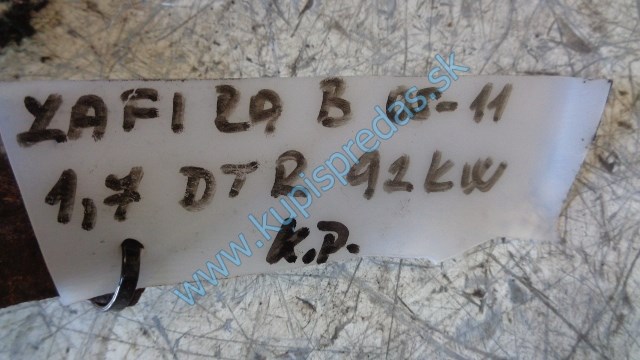 ZAFIRA B 05-11
1,7 DTR 92KW
K.P.
www.kupispredas.sk